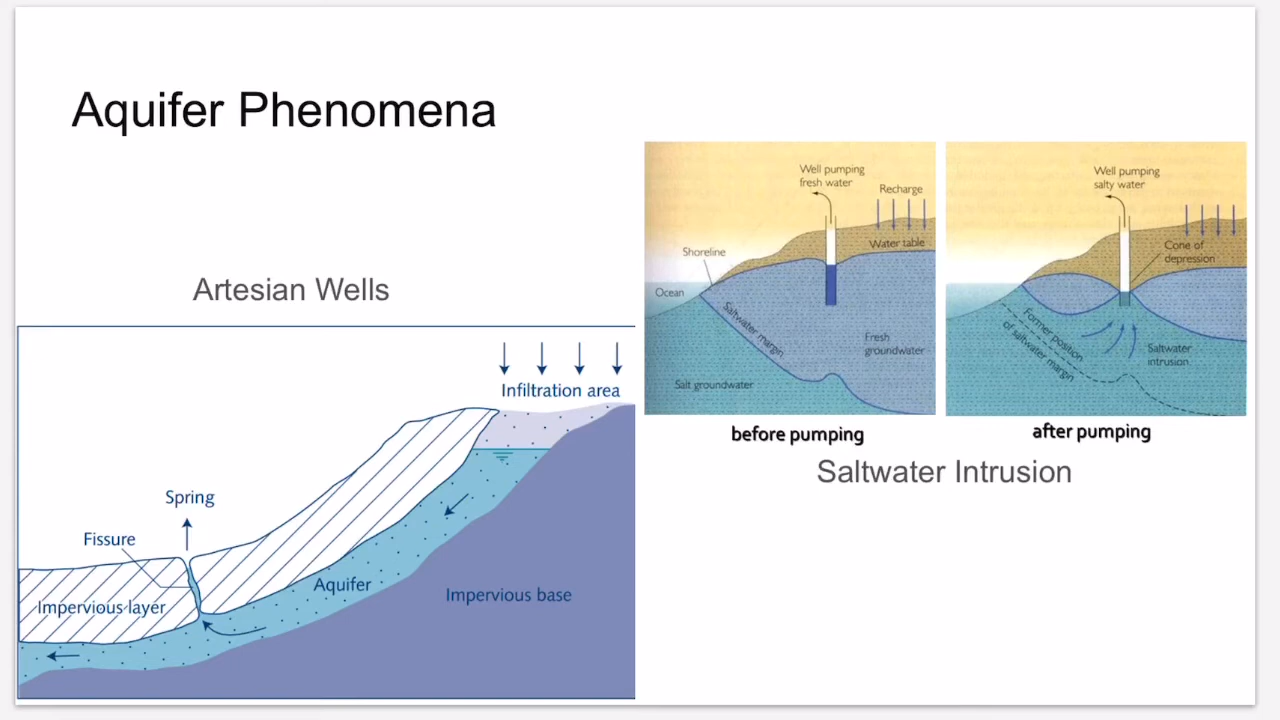 Aquifer Phenomena
Artesian Wells
Infiltration area
Spring
Fissure
Impervious layer
Aquifer
Impervious base
Well pumping
fresh water
Recharge
Water table
Shoreline
Ocean
Saltwater margin
Fresh
groundwater
Salt groundwater
before pumping
Well pumping
salty water
Cone of
depression
Former position
of saltwater margin
Saltwater
intrusion
after pumping
Saltwater Intrusion